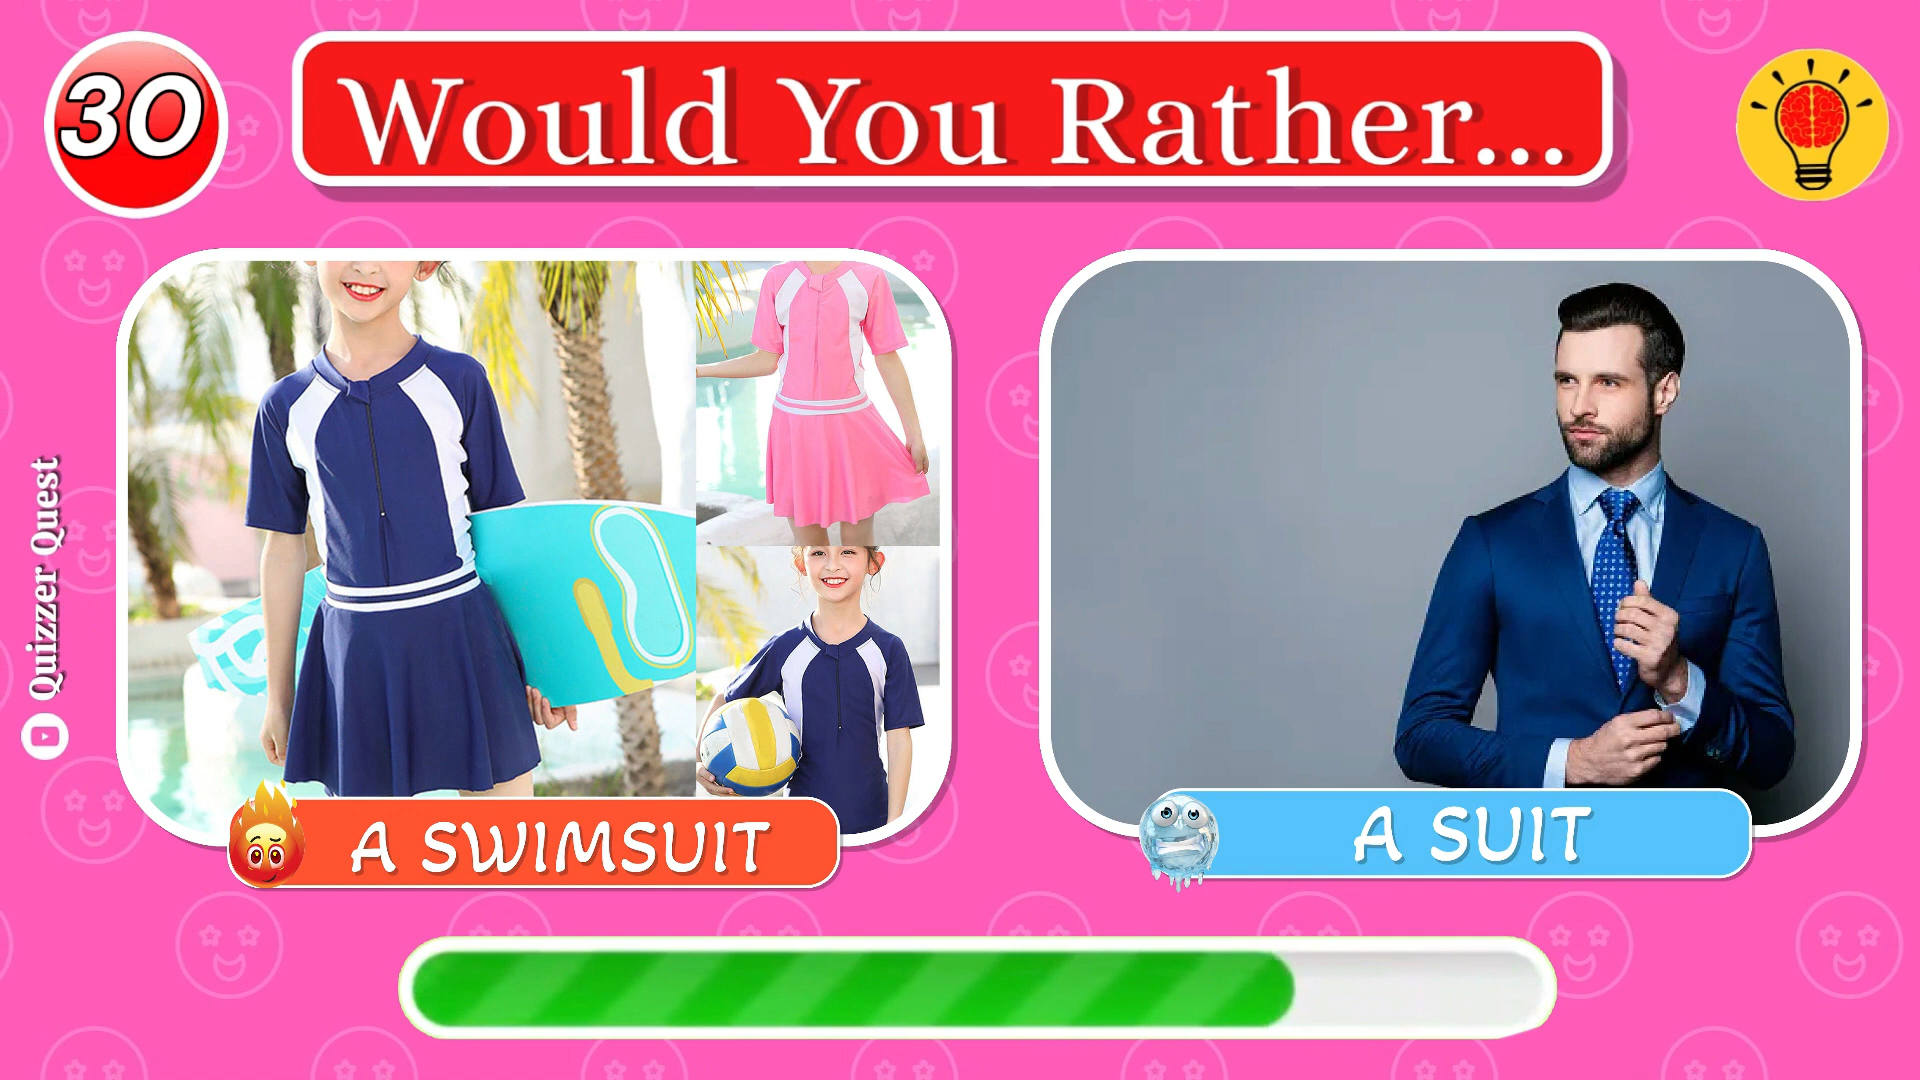 30
Would You Rather...
Quizzer Quest
A SWIMSUIT
A SUIT